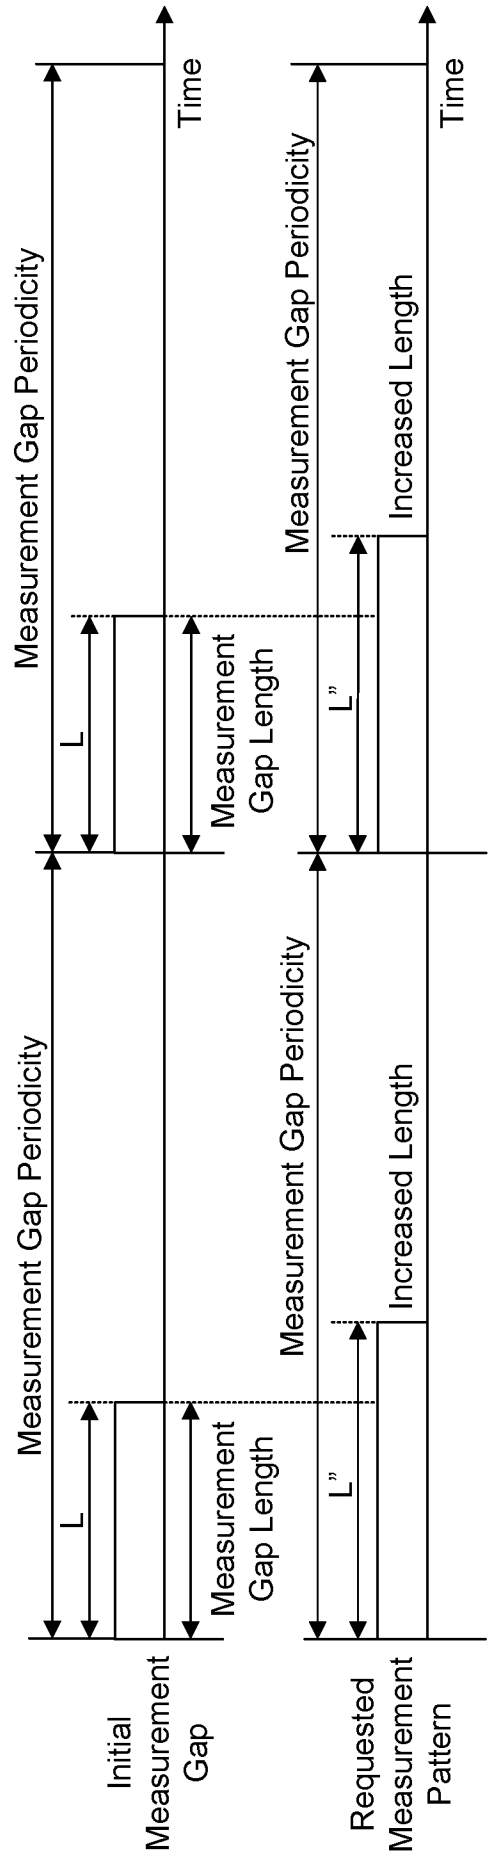 Measurement Gap Periodicity
Measurement Gap Periodicity
L
L
Initial
Measurement
Gap
Time
Measurement
Gap Length
Measurement
Gap Length
Measurement Gap Periodicity
Measurement Gap Periodicity
L”
L”
Requested
Measurement
Pattern
Increased Length
Increased Length
Time